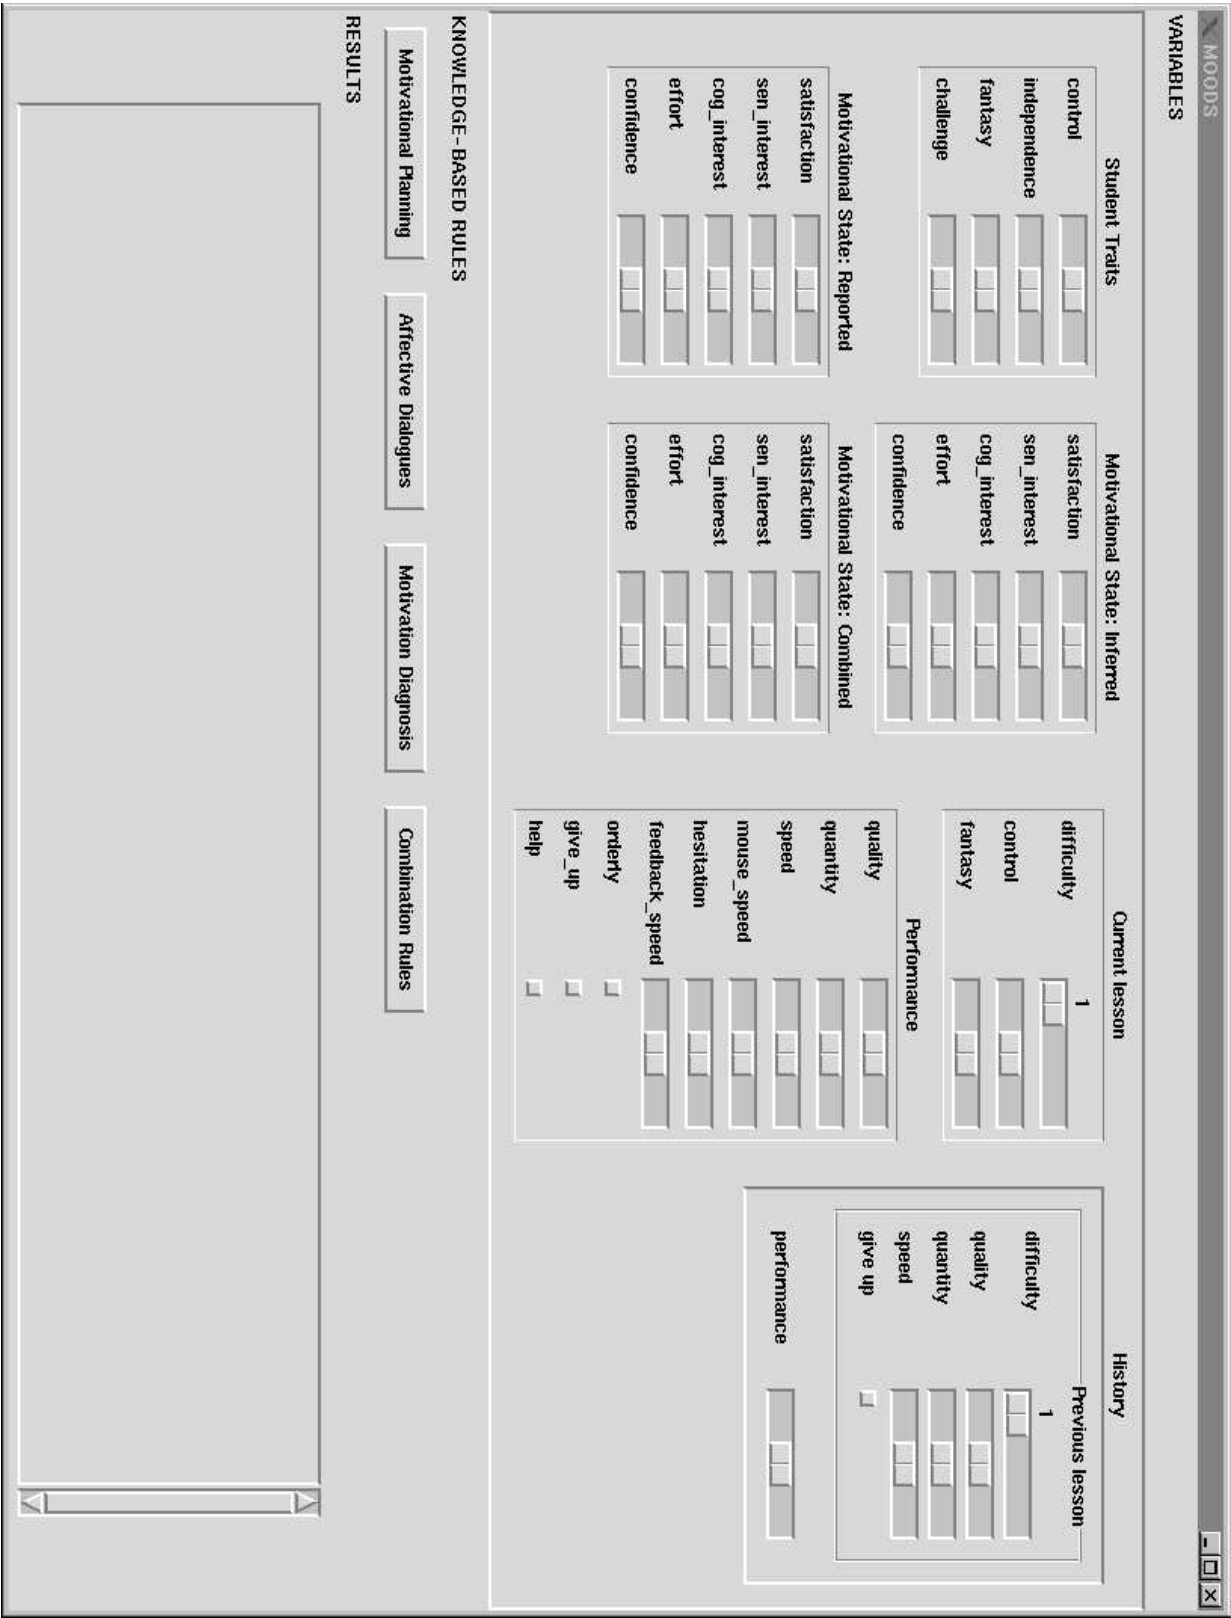 MOODS
VARIABLES
Student Traits
control
independence
fantasy
challenge
Motivational State: Inferred
satisfaction
sen_interest
cog_interest
effort
confidence
Current lesson
1
difficulty
control
fantasy
History
Previous lesson
1
difficulty
quality
quantity
speed
give up
performance
Motivational State: Reported
satisfaction
sen_interest
cog_interest
effort
confidence
Motivational State: Combined
satisfaction
sen_interest
cog_interest
effort
confidence
Performance
quality
quantity
speed
mouse_speed
hesitation
feedback_speed
orderly
give_up
help
KNOWLEDGE-BASED RULES
Motivational Planning
Affective Dialogues
Motivation Diagnosis
Combination Rules
RESULTS